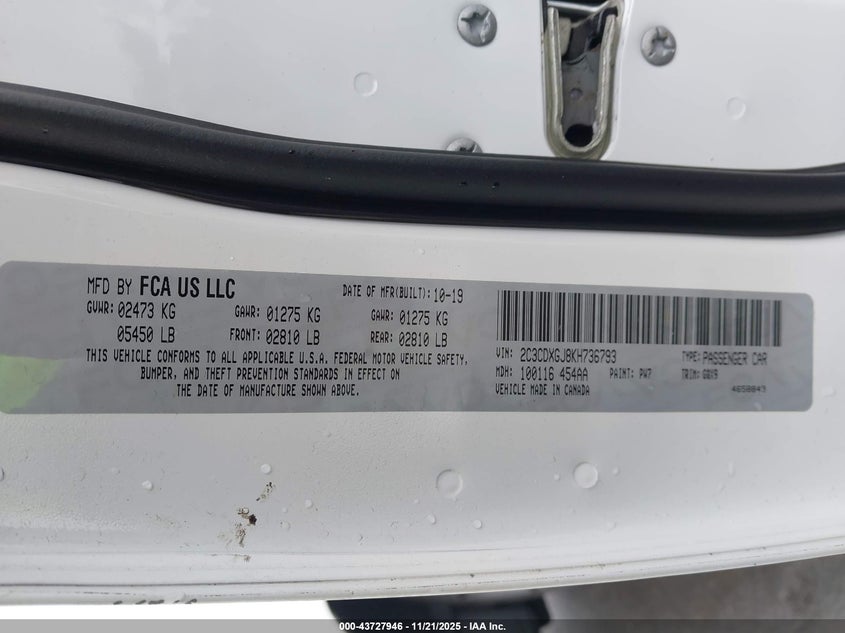 MFD BY FCA US LLC
DATE OF MFR(BUILT): 10-19
GVWR: 02473 KG GAWR: 01275 KG GAWR: 01275 KG
05450 LB FRONT: 02810 LB REAR: 02810 LB
THIS VEHICLE CONFORMS TO ALL APPLICABLE U.S.A. FEDERAL MOTOR VEHICLE SAFETY,
BUMPER, AND THEFT PREVENTION STANDARDS IN EFFECT ON
THE DATE OF MANUFACTURE SHOWN ABOVE.
VIN: 2C3CDXGJ8KH736793 TYPE: PASSENGER CAR
MDH: 100116 454AA PAINT: PW7 TRIM: GBX9
VEHICLE MADE IN CANADA 4658843
000-43727946 - 11/21/2025 - IAA Inc.